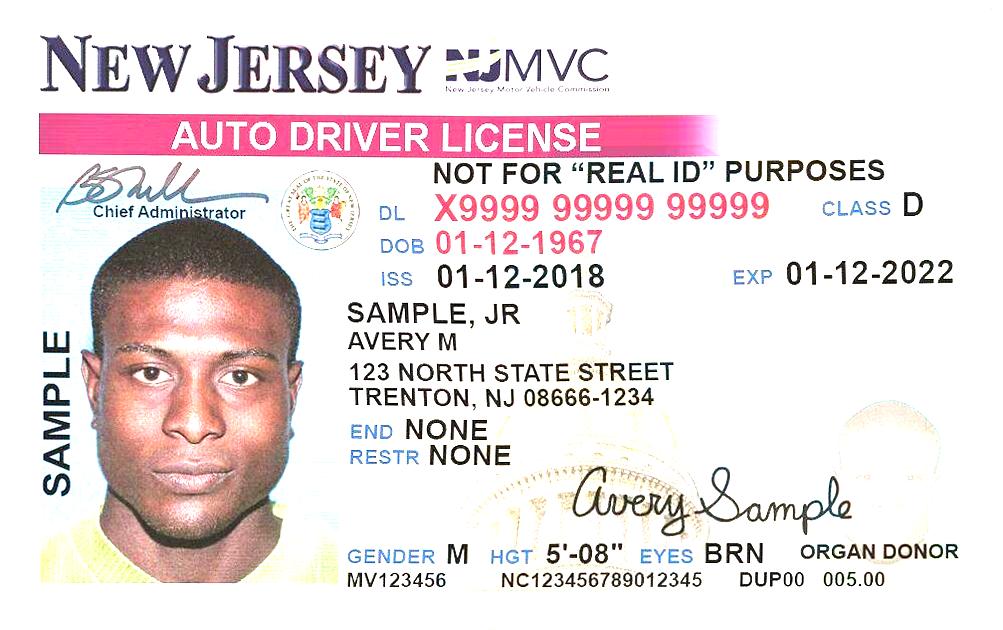 NEW JERSEY NJMVC
New Jersey Motor Vehicle Commission
AUTO DRIVER LICENSE
NOT FOR “REAL ID” PURPOSES
Chief Administrator
DL X9999 99999 99999 CLASS D
DOB 01-12-1967
ISS 01-12-2018 EXP 01-12-2022
SAMPLE, JR
AVERY M
123 NORTH STATE STREET
TRENTON, NJ 08666-1234
END NONE
RESTR NONE
SAMPLE
Avery Sample
GENDER M HGT 5'-08" EYES BRN ORGAN DONOR
MV123456 NC123456789012345 DUP00 005.00